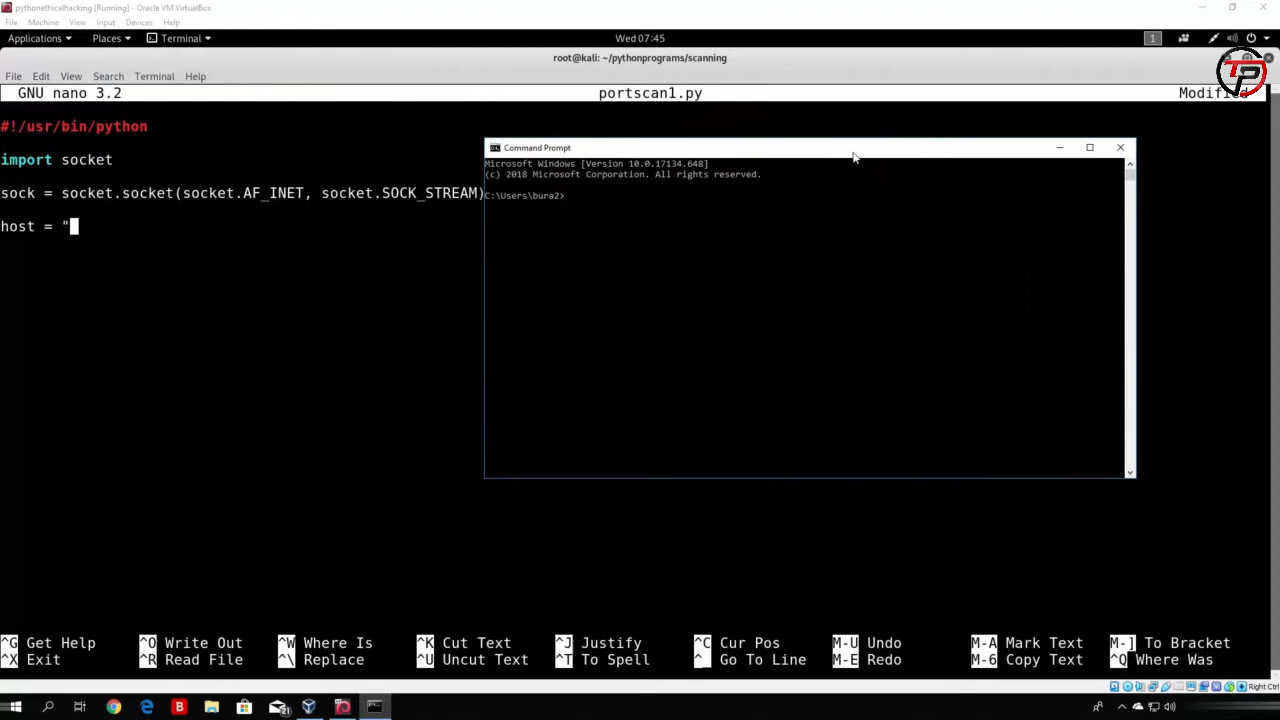 pythonethicalhacking [Running] - Oracle VM VirtualBox
File Machine View Input Devices Help
Applications Places Terminal Wed 07:45 1
root@kali: ~/pythonprograms/scanning
File Edit View Search Terminal Help
GNU nano 3.2 portscan1.py Modified
#!/usr/bin/python
import socket
sock = socket.socket(socket.AF_INET, socket.SOCK_STREAM)
host = "
Command Prompt
Microsoft Windows [Version 10.0.17134.648]
(c) 2018 Microsoft Corporation. All rights reserved.
C:\Users\bura2>
^G Get Help ^O Write Out ^W Where Is ^K Cut Text ^J Justify ^C Cur Pos M-U Undo M-A Mark Text M-] To Bracket
^X Exit ^R Read File ^\ Replace ^U Uncut Text ^T To Spell ^_ Go To Line M-E Redo M-6 Copy Text ^Q Where Was
Right Ctrl